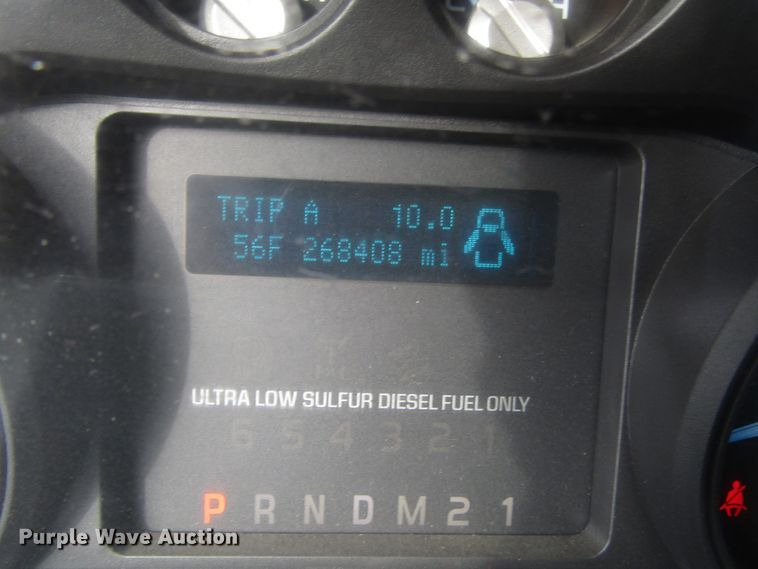 TRIP A 10.0
56F 268408 mi
ULTRA LOW SULFUR DIESEL FUEL ONLY
6 5 4 3 2 1
P R N D M 2 1
Purple Wave Auction